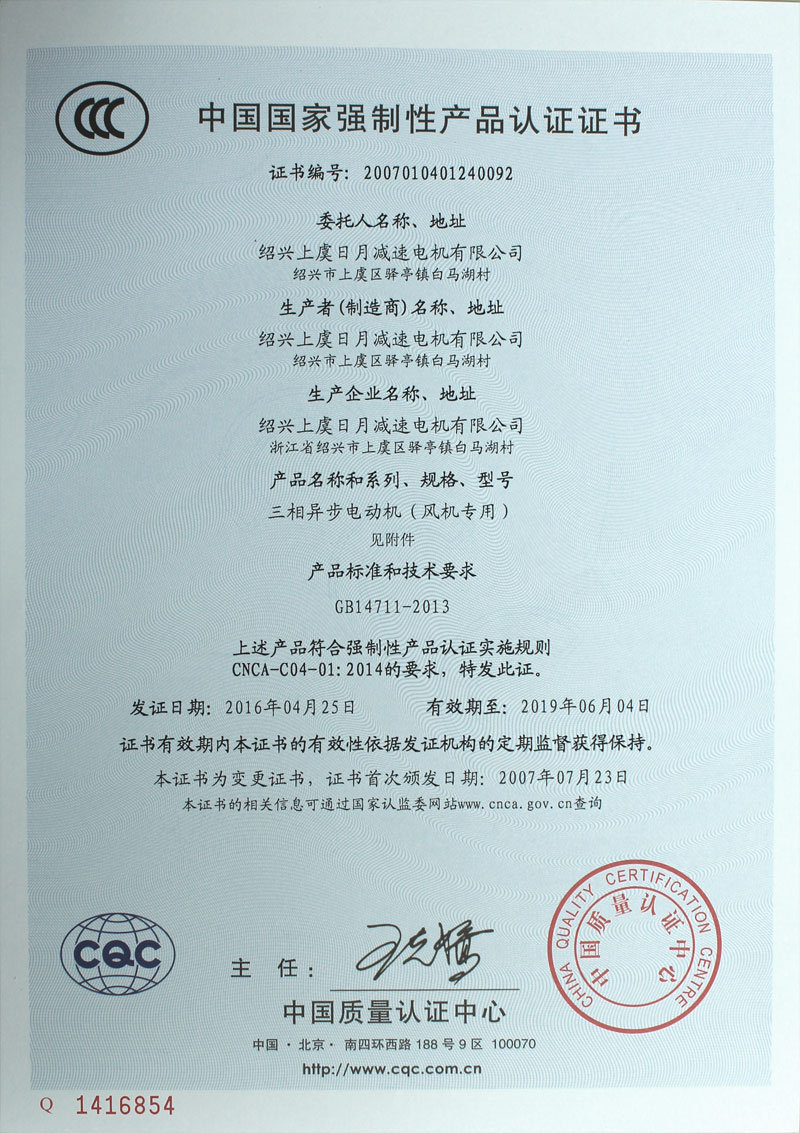 CCC
中国国家强制性产品认证证书
证书编号: 2007010401240092
委托人名称、地址
绍兴上虞日月减速电机有限公司
绍兴市上虞区驿亭镇白马湖村
生产者(制造商)名称、地址
绍兴上虞日月减速电机有限公司
绍兴市上虞区驿亭镇白马湖村
生产企业名称、地址
绍兴上虞日月减速电机有限公司
浙江省绍兴市上虞区驿亭镇白马湖村
产品名称和系列、规格、型号
三相异步电动机（风机专用）
见附件
产品标准和技术要求
GB14711-2013
上述产品符合强制性产品认证实施规则
CNCA-C04-01:2014的要求，特发此证。
发证日期: 2016年04月25日 有效期至: 2019年06月04日
证书有效期内本证书的有效性依据发证机构的定期监督获得保持。
本证书为变更证书，证书首次颁发日期: 2007年07月23日
本证书的相关信息可通过国家认监委网站www.cnca.gov.cn查询
CQC
主 任:
CHINA QUALITY CERTIFICATION CENTRE
中国质量认证中心
中国质量认证中心
中国·北京· 南四环西路 188 号 9 区 100070
http://www.cqc.com.cn
Q 1416854